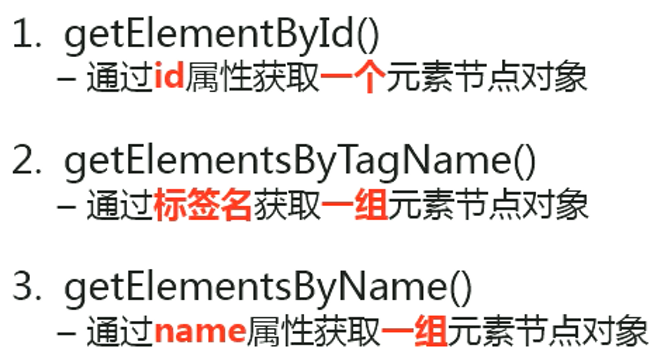 1. getElementById()
– 通过id属性获取一个元素节点对象
2. getElementsByTagName()
– 通过标签名获取一组元素节点对象
3. getElementsByName()
– 通过name属性获取一组元素节点对象